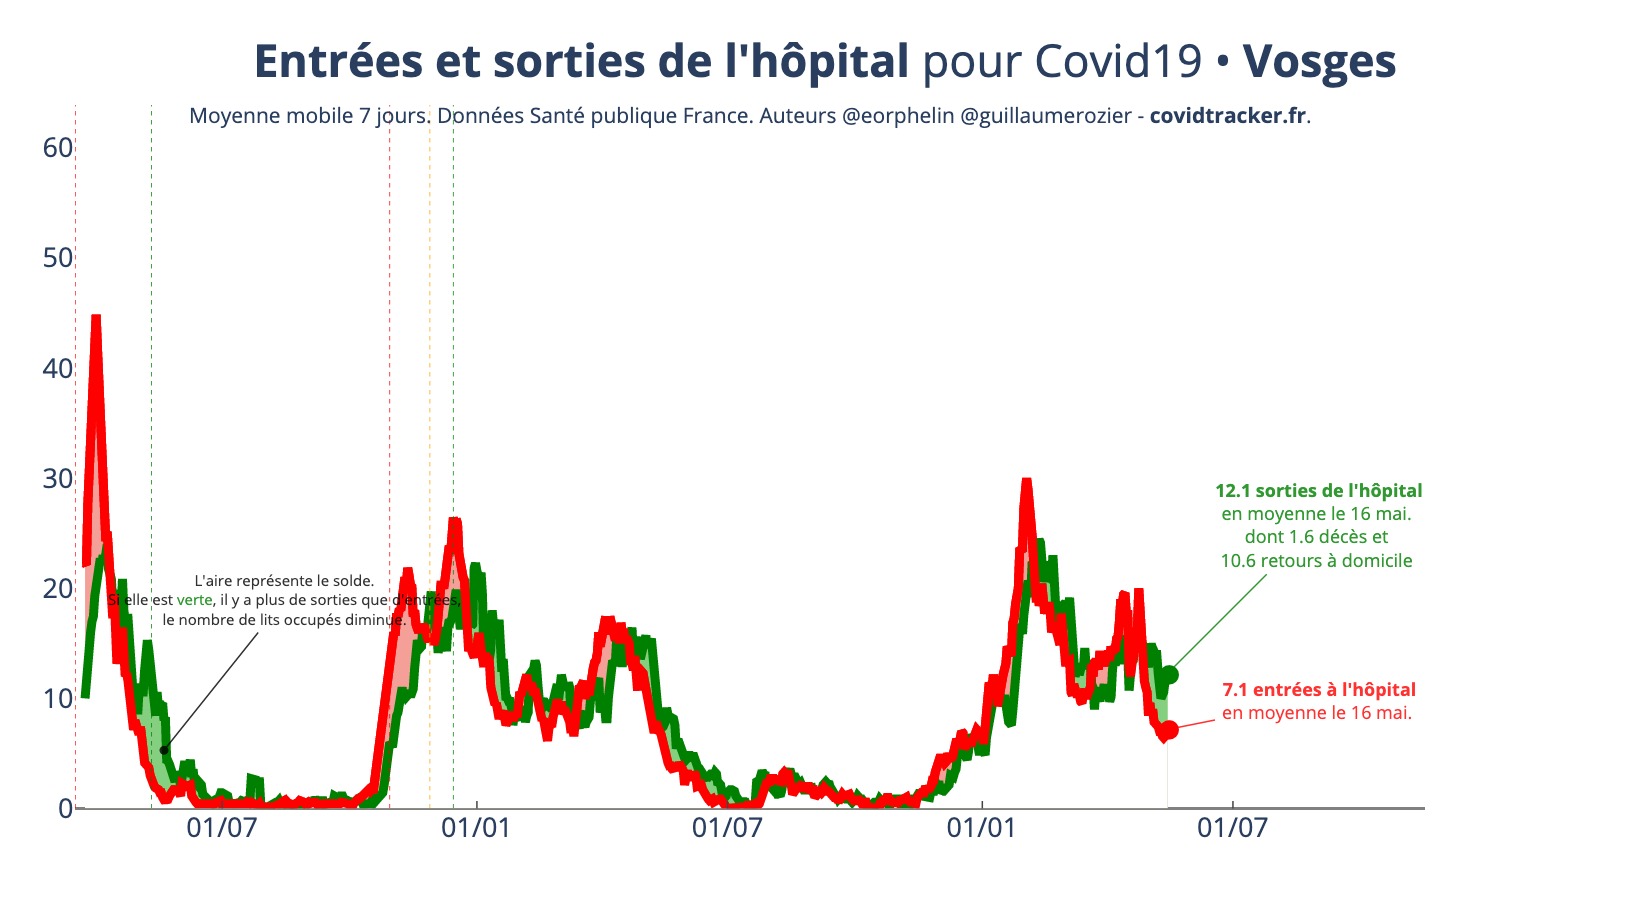 Entrées et sorties de l'hôpital pour Covid19 • Vosges
Moyenne mobile 7 jours. Données Santé publique France. Auteurs @eorphelin @guillaumerozier - covidtracker.fr.
60
50
40
30
20
10
0
L'aire représente le solde.
Si elle est verte, il y a plus de sorties que d'entrées,
le nombre de lits occupés diminue.
12.1 sorties de l'hôpital
en moyenne le 16 mai.
dont 1.6 décès et
10.6 retours à domicile
7.1 entrées à l'hôpital
en moyenne le 16 mai.
01/07
01/01
01/07
01/01
01/07